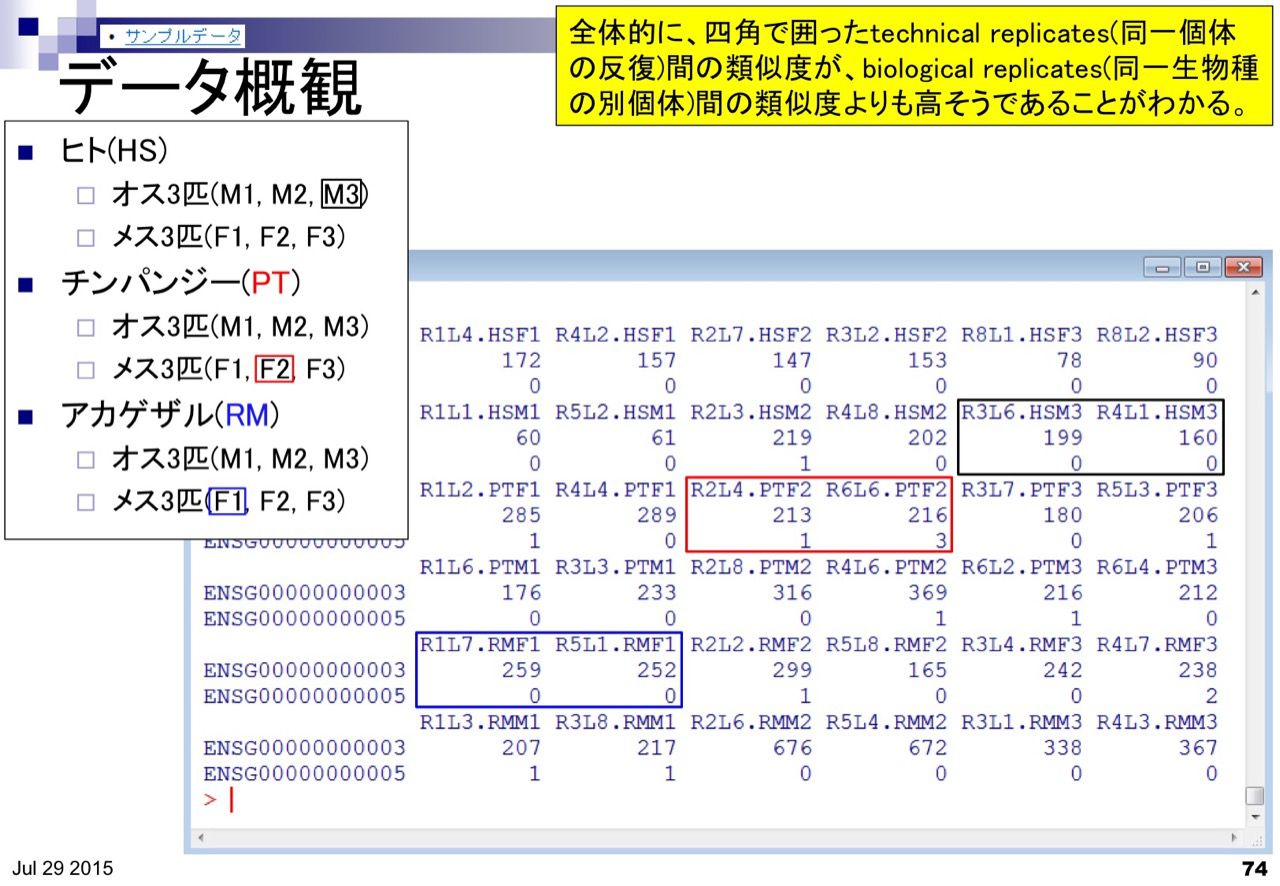 • サンプルデータ
データ概観
全体的に、四角で囲ったtechnical replicates(同一個体
の反復)間の類似度が、biological replicates(同一生物種
の別個体)間の類似度よりも高そうであることがわかる。
■ ヒト(HS)
□ オス3匹(M1, M2, M3)
□ メス3匹(F1, F2, F3)
■ チンパンジー(PT)
□ オス3匹(M1, M2, M3)
□ メス3匹(F1, F2, F3)
■ アカゲザル(RM)
□ オス3匹(M1, M2, M3)
□ メス3匹(F1, F2, F3)
R1L4.HSF1 R4L2.HSF1 R2L7.HSF2 R3L2.HSF2 R8L1.HSF3 R8L2.HSF3
172 157 147 153 78 90
0 0 0 0 0 0
R1L1.HSM1 R5L2.HSM1 R2L3.HSM2 R4L8.HSM2 R3L6.HSM3 R4L1.HSM3
60 61 219 202 199 160
0 0 1 0 0 0
R1L2.PTF1 R4L4.PTF1 R2L4.PTF2 R6L6.PTF2 R3L7.PTF3 R5L3.PTF3
285 289 213 216 180 206
ENSG00000000005 1 0 1 3 0 1
R1L6.PTM1 R3L3.PTM1 R2L8.PTM2 R4L6.PTM2 R6L2.PTM3 R6L4.PTM3
ENSG00000000003 176 233 316 369 216 212
ENSG00000000005 0 0 0 1 1 0
R1L7.RMF1 R5L1.RMF1 R2L2.RMF2 R5L8.RMF2 R3L4.RMF3 R4L7.RMF3
ENSG00000000003 259 252 299 165 242 238
ENSG00000000005 0 0 1 0 0 2
R1L3.RMM1 R3L8.RMM1 R2L6.RMM2 R5L4.RMM2 R3L1.RMM3 R4L3.RMM3
ENSG00000000003 207 217 676 672 338 367
ENSG00000000005 1 1 0 0 0 0
>
Jul 29 2015
74